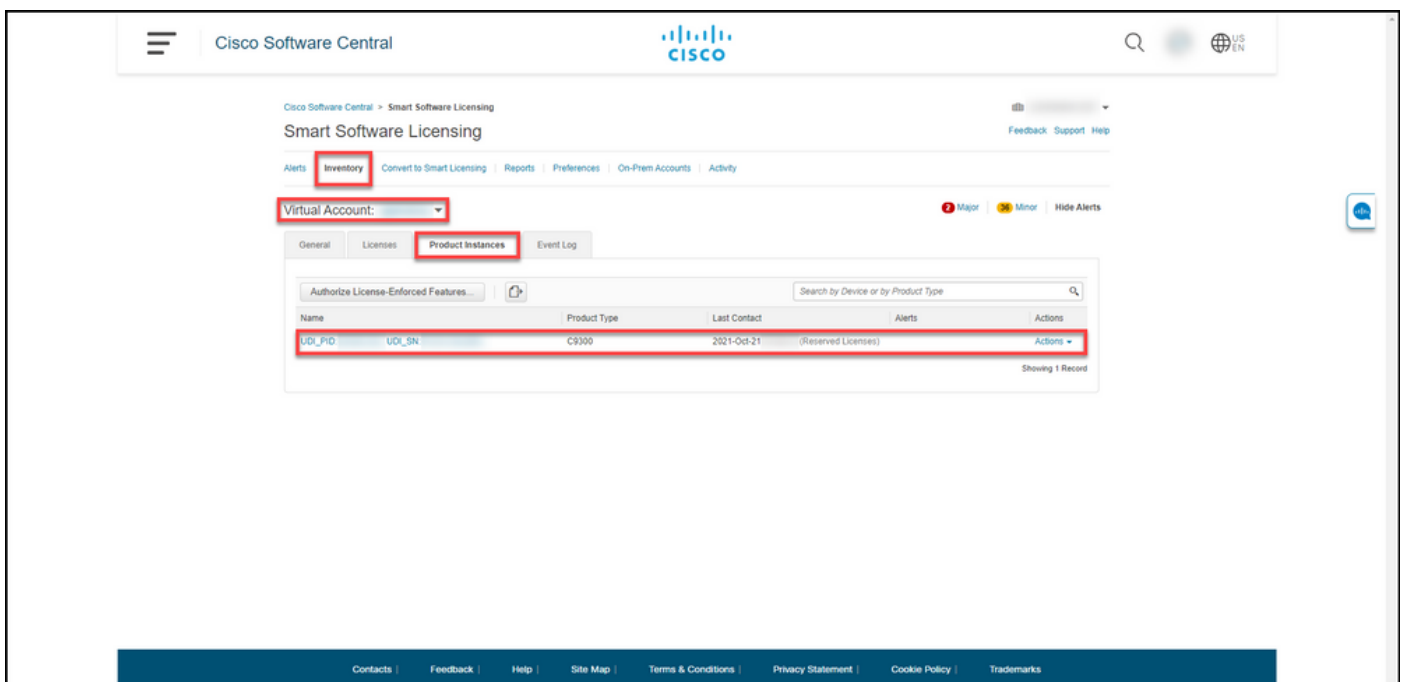 Cisco Software Central
CISCO
US
EN
Cisco Software Central > Smart Software Licensing
Smart Software Licensing
Feedback Support Help
Alerts Inventory Convert to Smart Licensing Reports Preferences On-Prem Accounts Activity
Virtual Account:
2 Major 36 Minor Hide Alerts
General Licenses Product Instances Event Log
Authorize License-Enforced Features...
Search by Device or by Product Type
Name Product Type Last Contact Alerts Actions
UDI_PID: UDI_SN: C9300 2021-Oct-21 (Reserved Licenses) Actions
Showing 1 Record
Contacts | Feedback | Help | Site Map | Terms & Conditions | Privacy Statement | Cookie Policy | Trademarks